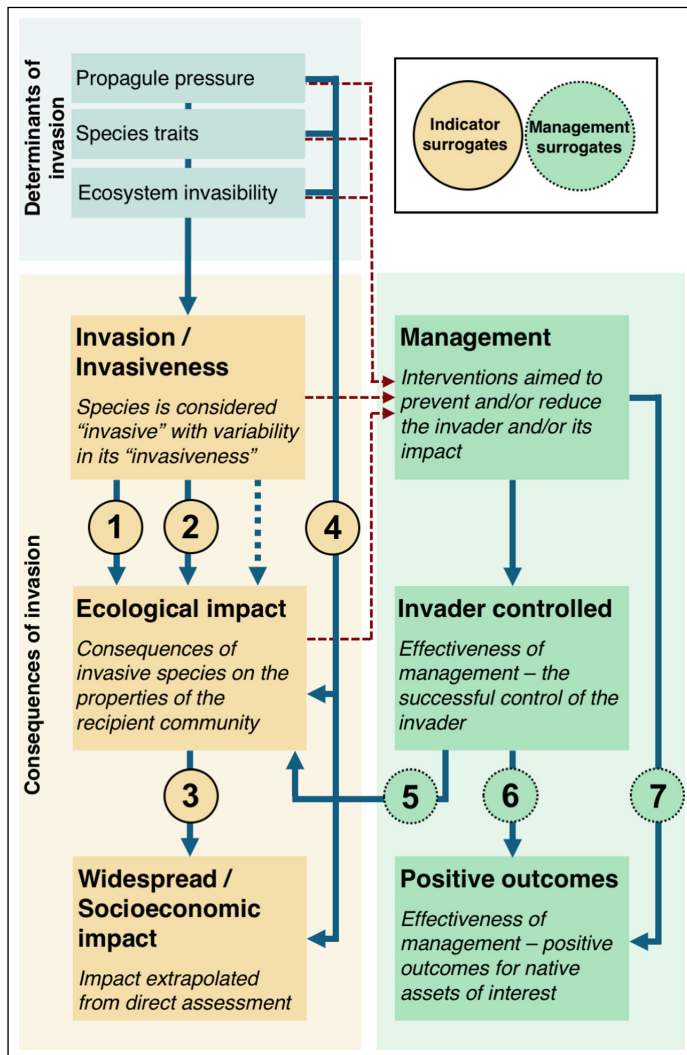 Determinants of
invasion
Propagule pressure
Species traits
Ecosystem invasibility
Indicator
surrogates
Management
surrogates
Consequences of invasion
Invasion /
Invasiveness
Species is considered
“invasive” with variability
in its “invasiveness”
Management
Interventions aimed to
prevent and/or reduce
the invader and/or its
impact
1
2
4
Ecological impact
Consequences of
invasive species on the
properties of the
recipient community
Invader controlled
Effectiveness of
management – the
successful control of the
invader
3
5
6
7
Widespread /
Socioeconomic
impact
Impact extrapolated
from direct assessment
Positive outcomes
Effectiveness of
management – positive
outcomes for native
assets of interest